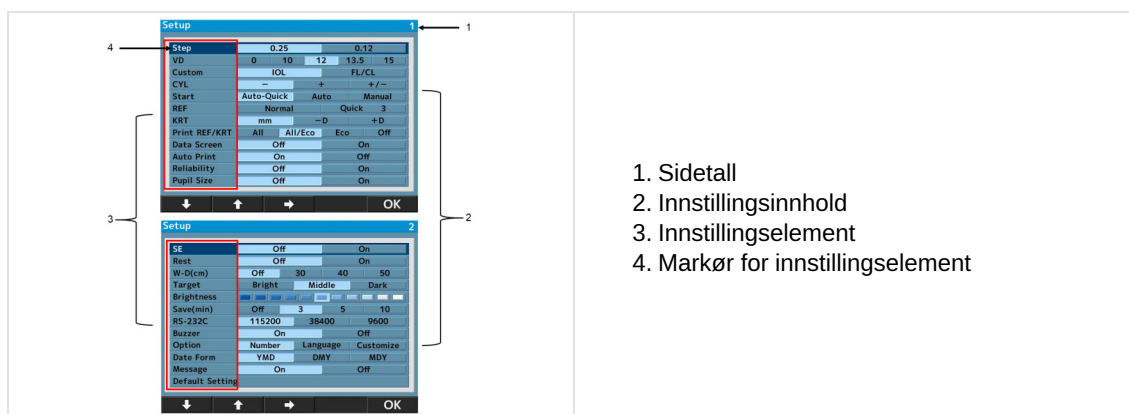 Setup 1
1
4
Step 0.25 0.12
VD 0 10 12 13.5 15
Custom IOL FL/CL
CYL − + +/−
Start Auto-Quick Auto Manual
REF Normal Quick 3
KRT mm −D +D
Print REF/KRT All All/Eco Eco Off
Data Screen Off On
Auto Print On Off
Reliability Off On
Pupil Size Off On
OK
3
2
Setup 2
SE Off On
Rest Off On
W-D(cm) Off 30 40 50
Target Bright Middle Dark
Brightness
Save(min) Off 3 5 10
RS-232C 115200 38400 9600
Buzzer On Off
Option Number Language Customize
Date Form YMD DMY MDY
Message On Off
Default Setting
OK
1. Sidetall
2. Innstillingsinnhold
3. Innstillingselement
4. Markør for innstillingselement